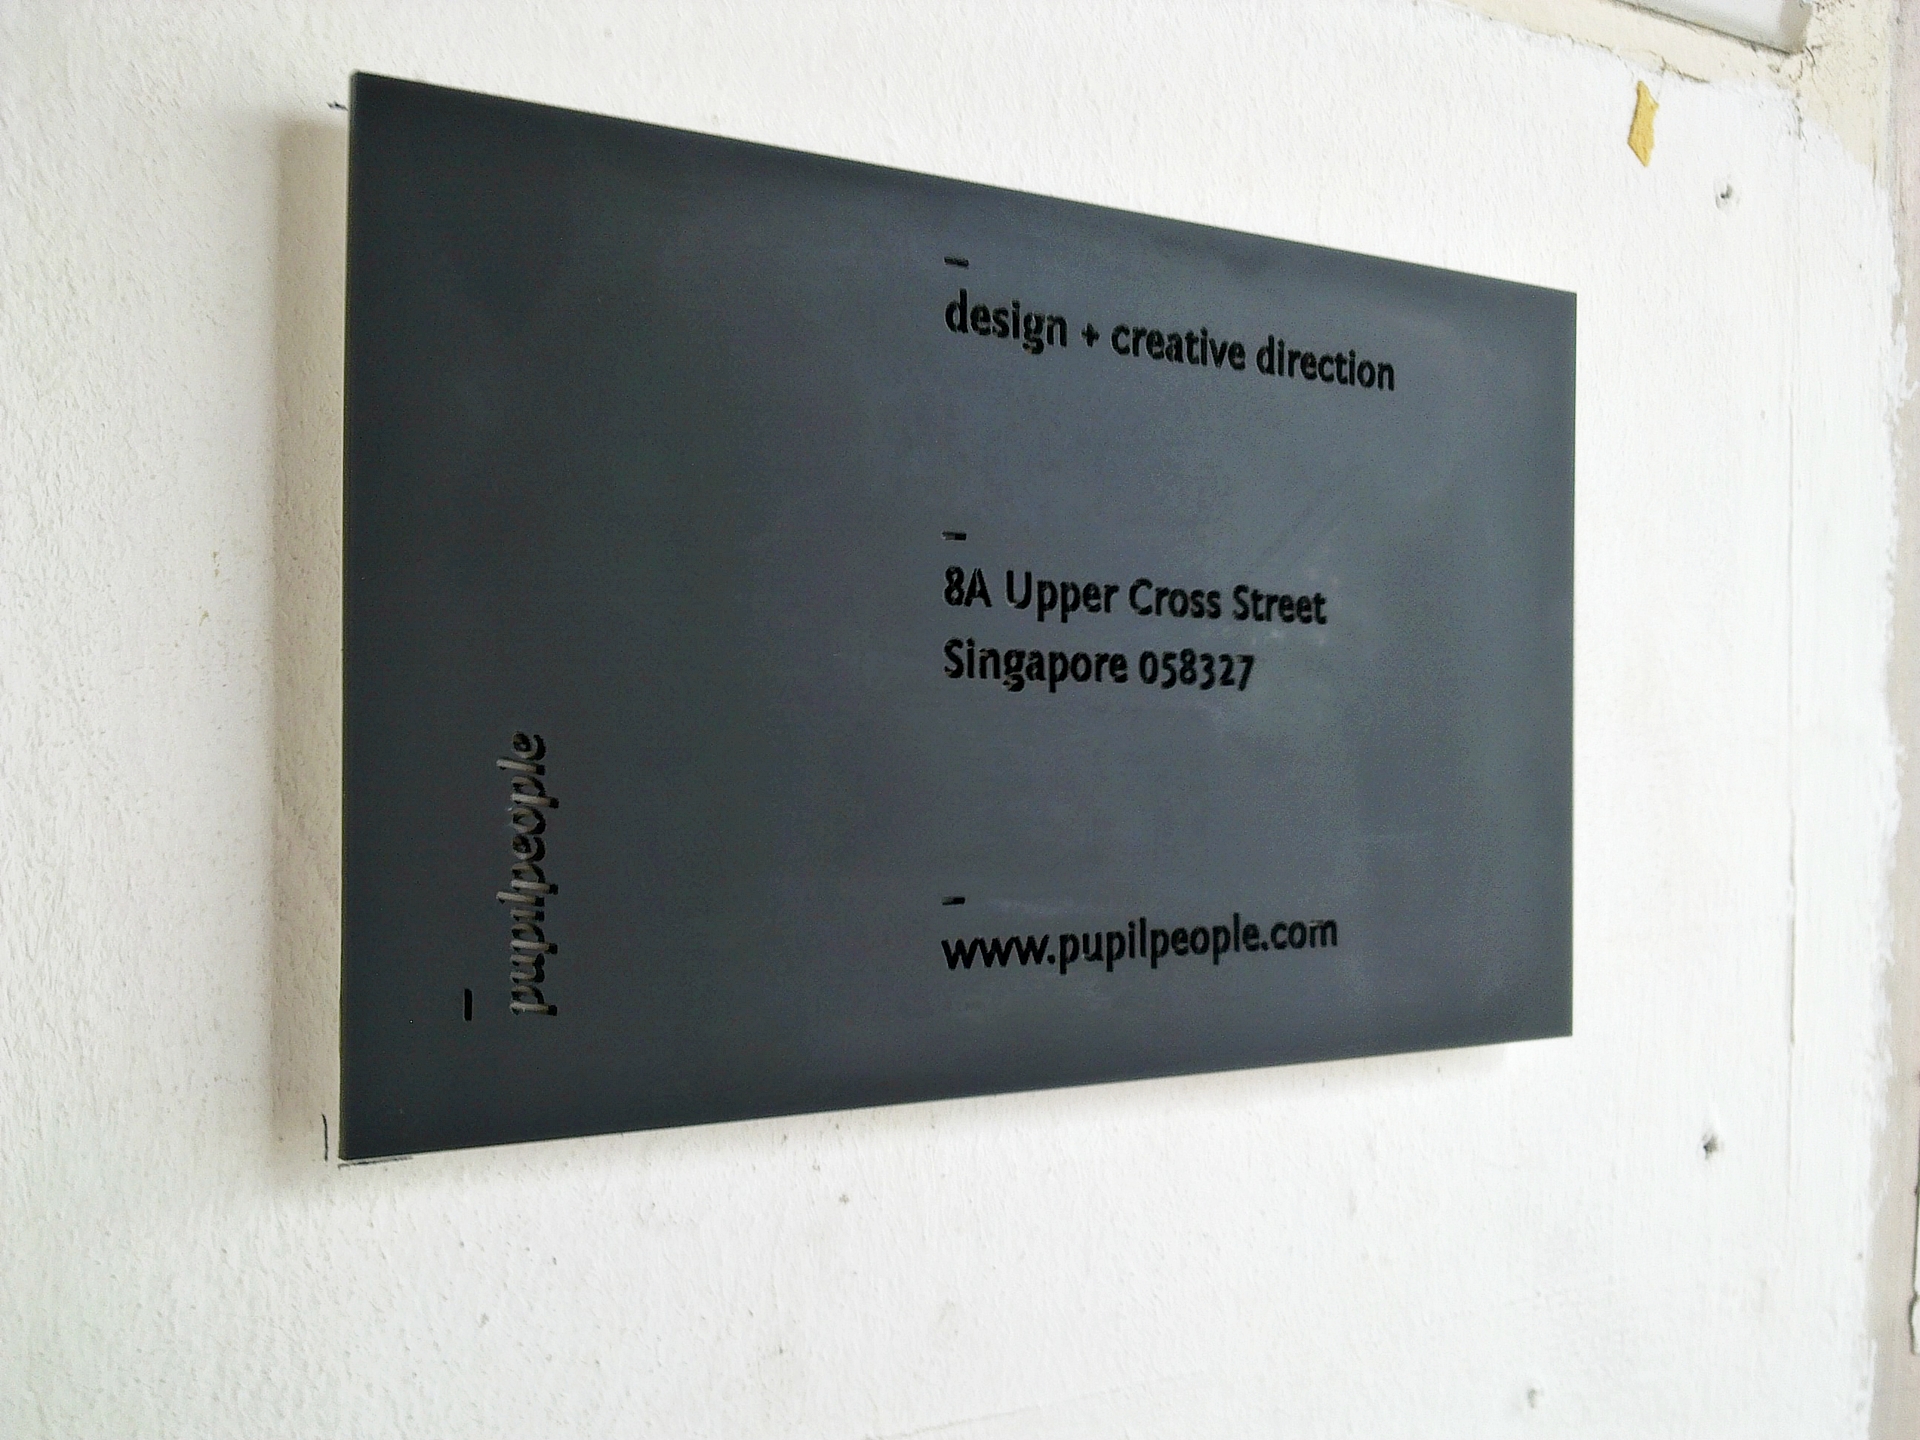 –
design + creative direction
–
8A Upper Cross Street
Singapore 058327
–
www.pupilpeople.com
–
pupilpeople